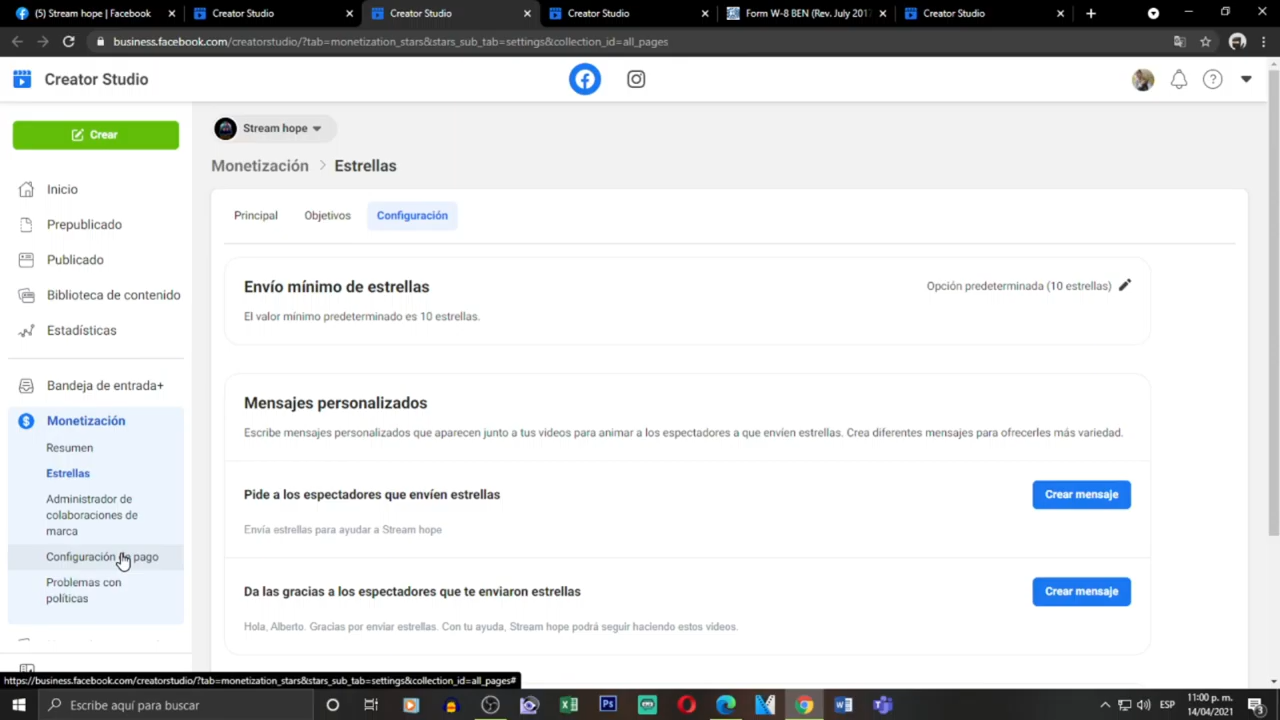 (5) Stream hope | Facebook
Creator Studio
Creator Studio
Creator Studio
Form W-8 BEN (Rev. July 2017
Creator Studio
business.facebook.com/creatorstudio/?tab=monetization_stars&stars_sub_tab=settings&collection_id=all_pages
Creator Studio
Crear
Stream hope
Monetización > Estrellas
Inicio
Prepublicado
Publicado
Biblioteca de contenido
Estadísticas
Bandeja de entrada+
Monetización
Resumen
Estrellas
Administrador de
colaboraciones de
marca
Configuración de pago
Problemas con
políticas
Principal
Objetivos
Configuración
Envío mínimo de estrellas
Opción predeterminada (10 estrellas)
El valor mínimo predeterminado es 10 estrellas.
Mensajes personalizados
Escribe mensajes personalizados que aparecen junto a tus videos para animar a los espectadores a que envíen estrellas. Crea diferentes mensajes para ofrecerles más variedad.
Pide a los espectadores que envíen estrellas
Crear mensaje
Envía estrellas para ayudar a Stream hope
Da las gracias a los espectadores que te enviaron estrellas
Crear mensaje
Hola, Alberto. Gracias por enviar estrellas. Con tu ayuda, Stream hope podrá seguir haciendo estos videos.
https://business.facebook.com/creatorstudio/?tab=monetization_stars&stars_sub_tab=settings&collection_id=all_pages#
Escribe aquí para buscar
ESP
11:00 p. m.
14/04/2021
3